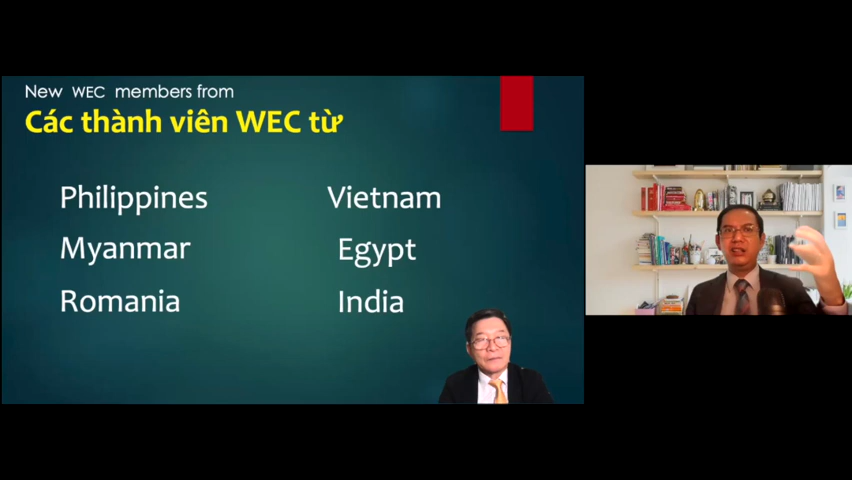 New WEC members from
Các thành viên WEC từ
Philippines
Vietnam
Myanmar
Egypt
Romania
India